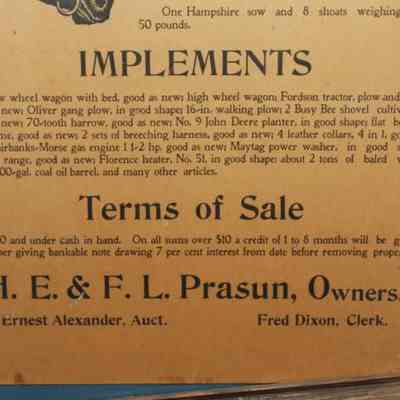 One Hampshire sow and 8 shoats weighing
50 pounds.
IMPLEMENTS
wheel wagon with bed, good as new; high wheel wagon; Fordson tractor, plow and
new; Oliver gang plow, in good shape; 16-in. walking plow; 2 Busy Bee shovel
new; 70-tooth harrow, good as new; No. 9 John Deere planter, in good shape; flat
good as new; 2 sets of breeching harness, good as new; 4 leather collars, 4 in 1,
Fairbanks-Morse gas engine 1 1-2 hp. good as new; Maytag power washer, in good
range, good as new; Florence heater, No. 51, in good shape; about 2 tons of baled
00-gal. coal oil barrel, and many other articles.
Terms of Sale
0 and under cash in hand. On all sums over $10 a credit of 1 to 8 months will be
giving bankable note drawing 7 per cent interest from date before removing
H. E. & F. L. Prasun, Owners.
Ernest Alexander, Auct. Fred Dixon, Clerk.